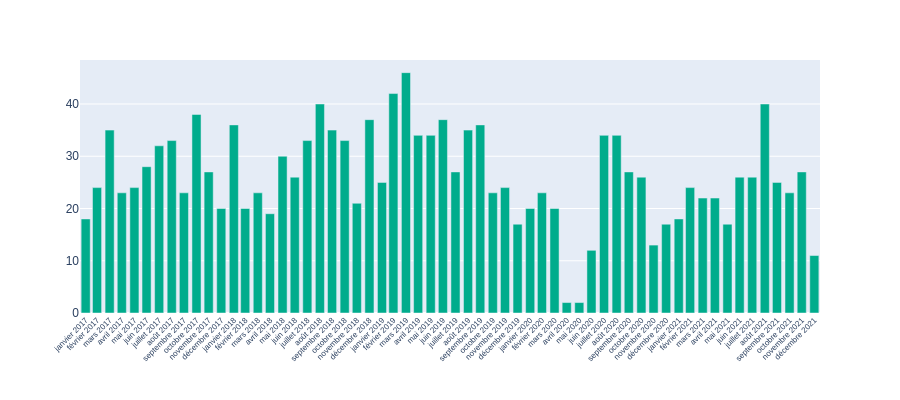 40
30
20
10
0
janvier 2017
février 2017
mars 2017
avril 2017
mai 2017
juin 2017
juillet 2017
août 2017
septembre 2017
octobre 2017
novembre 2017
décembre 2017
janvier 2018
février 2018
mars 2018
avril 2018
mai 2018
juin 2018
juillet 2018
août 2018
septembre 2018
octobre 2018
novembre 2018
décembre 2018
janvier 2019
février 2019
mars 2019
avril 2019
mai 2019
juin 2019
juillet 2019
août 2019
septembre 2019
octobre 2019
novembre 2019
décembre 2019
janvier 2020
février 2020
mars 2020
avril 2020
mai 2020
juin 2020
juillet 2020
août 2020
septembre 2020
octobre 2020
novembre 2020
décembre 2020
janvier 2021
février 2021
mars 2021
avril 2021
mai 2021
juin 2021
juillet 2021
août 2021
septembre 2021
octobre 2021
novembre 2021
décembre 2021